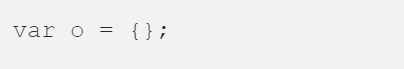 var o = {};